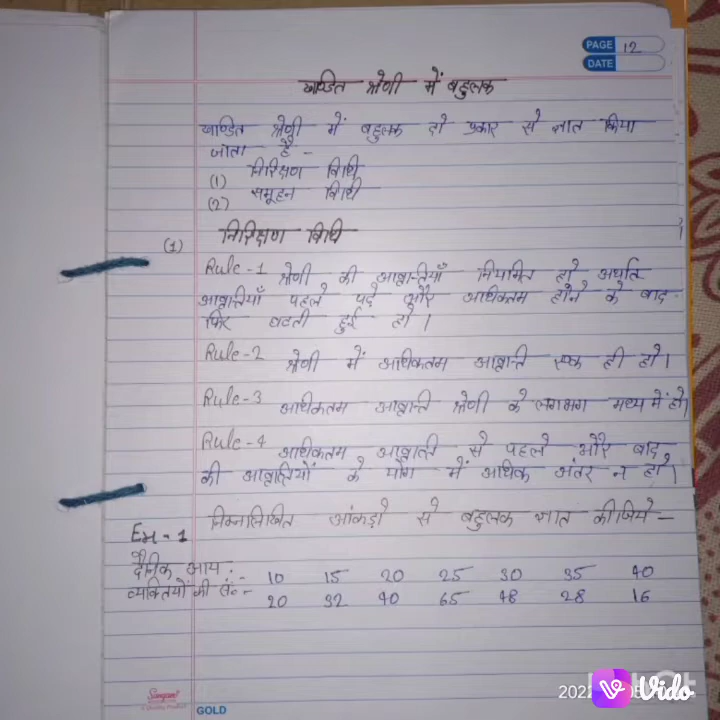 PAGE 12
DATE
खण्डित श्रेणी में बहुलक
खण्डित श्रेणी में बहुलक दो प्रकार से ज्ञात किया
जाता है -
(1) निरिक्षण विधि
(2) समूहन विधि
(1) निरिक्षण विधि
Rule-1 श्रेणी की आवृत्तियाँ नियमित हो अर्थात
आवृत्तियाँ पहले बढ़े और अधिकतम होने के बाद
फिर घटती हुई हो।
Rule-2 श्रेणी में अधिकतम आवृत्ति एक ही हो।
Rule-3 अधिकतम आवृत्ति श्रेणी के लगभग मध्य में हो।
Rule-4 अधिकतम आवृत्ति से पहले और बाद
की आवृत्तियों के योग में अधिक अंतर न हो।
Ex-1 निम्नलिखित आंकड़ो से बहुलक ज्ञात कीजिये-
दैनिक आय :- 10 15 20 25 30 35 40
व्यक्तियों की सं०- 20 32 40 65 48 28 16
Sangam
GOLD
2022
Vido